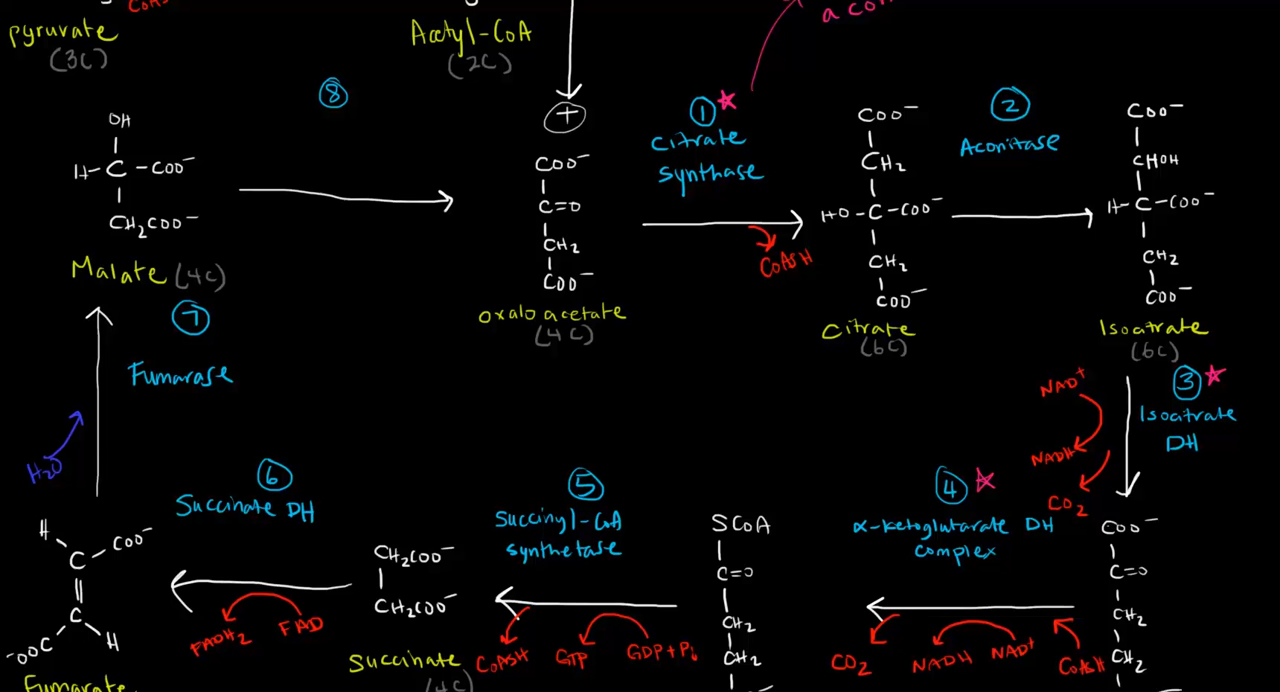 CoAS
pyruvate
(3C)
Acetyl-CoA
(2C)
a con
8
OH
H-C-COO⁻
CH₂COO⁻
Malate (4C)
+
COO⁻
C=O
CH₂
COO⁻
oxaloacetate
(4C)
1
Citrate
synthase
CoASH
COO⁻
CH₂
HO-C-COO⁻
CH₂
COO⁻
Citrate
(6C)
2
Aconitase
COO⁻
CHOH
H-C-COO⁻
CH₂
COO⁻
Isocitrate
(6C)
3
Isocitrate
DH
NAD⁺
NADH
CO₂
COO⁻
C=O
CH₂
CH₂
4
α-ketoglutarate DH
complex
CO₂
NADH
NAD⁺
CoASH
SCoA
C=O
CH₂
CH₂
COO⁻
5
Succinyl-CoA
synthetase
CoASH
GTP
GDP+Pi
CH₂COO⁻
CH₂COO⁻
Succinate
(4C)
6
Succinate DH
FADH₂
FAD
H
COO⁻
C
C
⁻OOC
H
Fumarate
7
Fumarase
H₂O